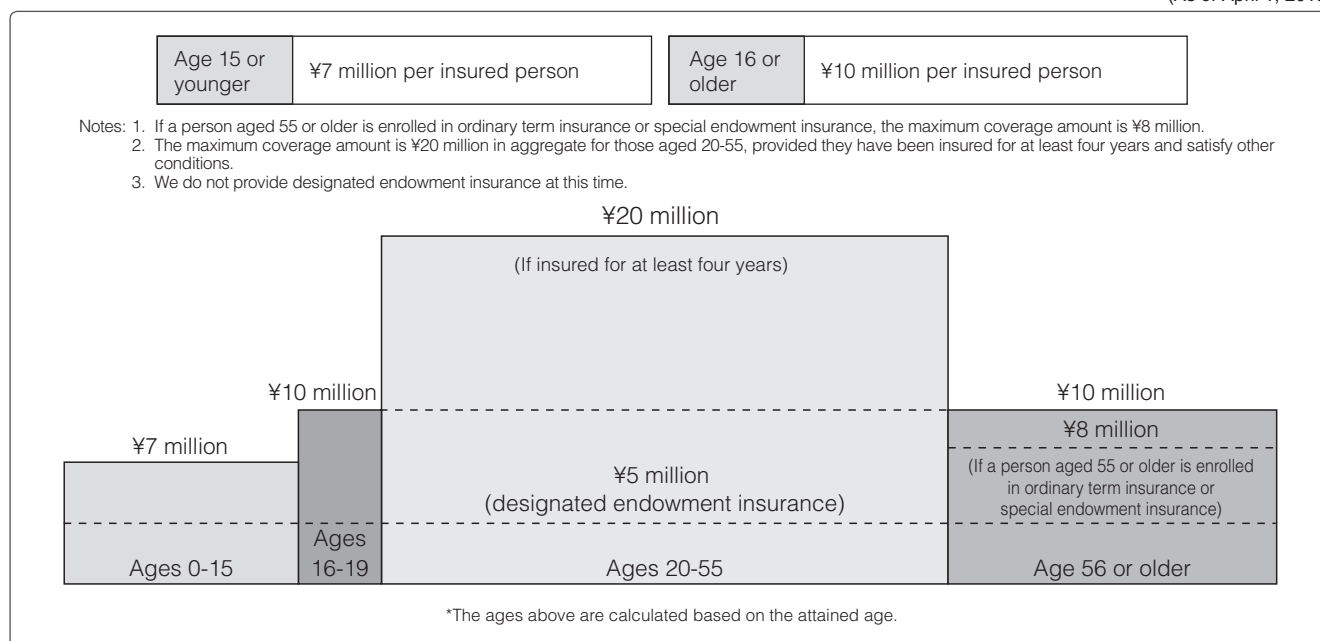 Age 15 or
younger
¥7 million per insured person
Age 16 or
older
¥10 million per insured person
Notes: 1. If a person aged 55 or older is enrolled in ordinary term insurance or special endowment insurance, the maximum coverage amount is ¥8 million.
2. The maximum coverage amount is ¥20 million in aggregate for those aged 20-55, provided they have been insured for at least four years and satisfy other
conditions.
3. We do not provide designated endowment insurance at this time.
¥20 million
(If insured for at least four years)
¥10 million
¥10 million
¥7 million
¥8 million
¥5 million
(designated endowment insurance)
(If a person aged 55 or older is enrolled
in ordinary term insurance or
special endowment insurance)
Ages 0-15
Ages
16-19
Ages 20-55
Age 56 or older
*The ages above are calculated based on the attained age.